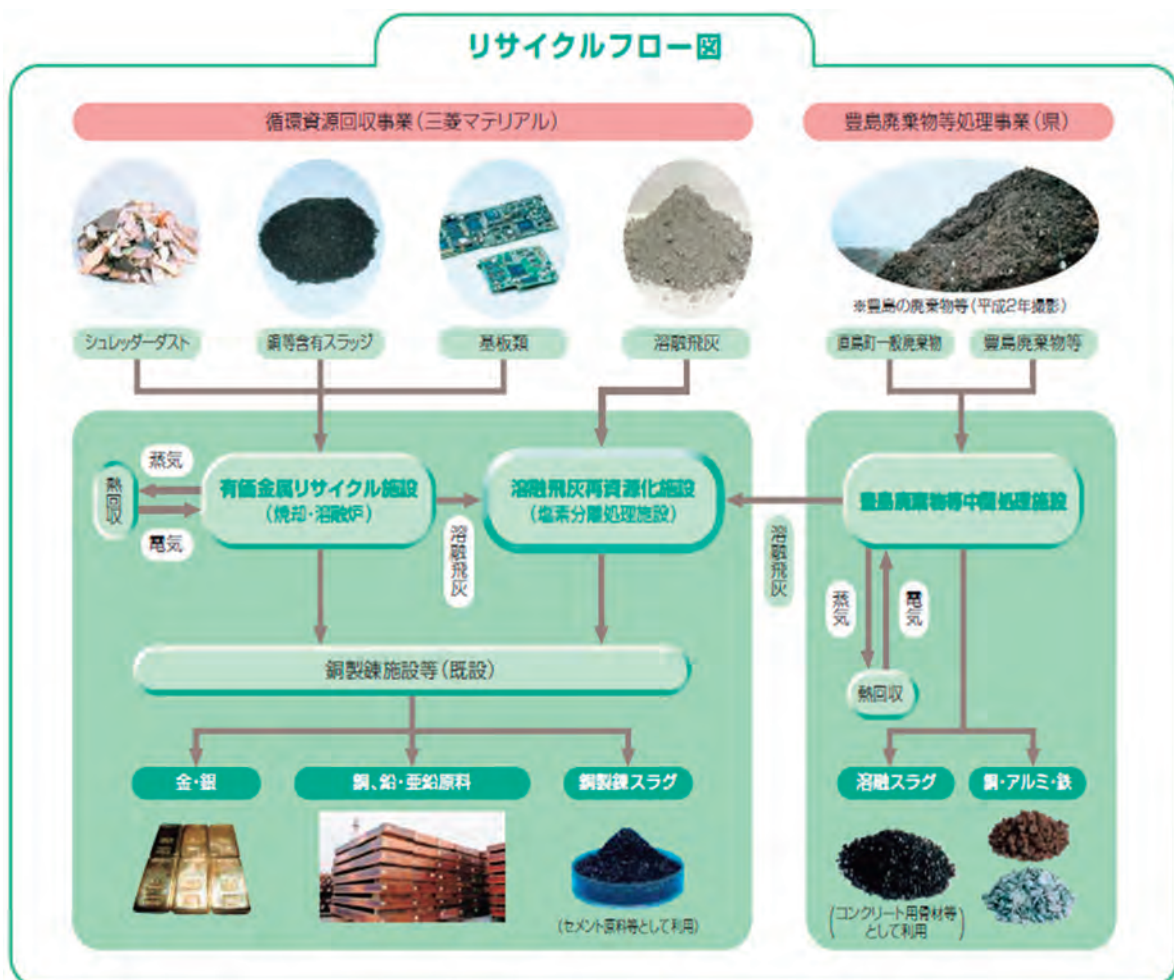 リサイクルフロー図
循環資源回収事業(三菱マテリアル)
豊島廃棄物等処理事業(県)
※豊島の廃棄物等(平成2年撮影)
シュレッダーダスト
銅等含有スラッジ
基板類
溶融飛灰
直島町一般廃棄物
豊島廃棄物等
蒸気
熱回収
電気
有価金属リサイクル施設
(焼却・溶融炉)
溶融飛灰
溶融飛灰再資源化施設
(塩素分離処理施設)
溶融飛灰
豊島廃棄物等中間処理施設
蒸気
電気
熱回収
銅製錬施設等(既設)
金・銀
銅、鉛・亜鉛原料
銅製錬スラグ
(セメント原料等として利用)
溶融スラグ
銅・アルミ・鉄
(コンクリート用骨材等
として利用)